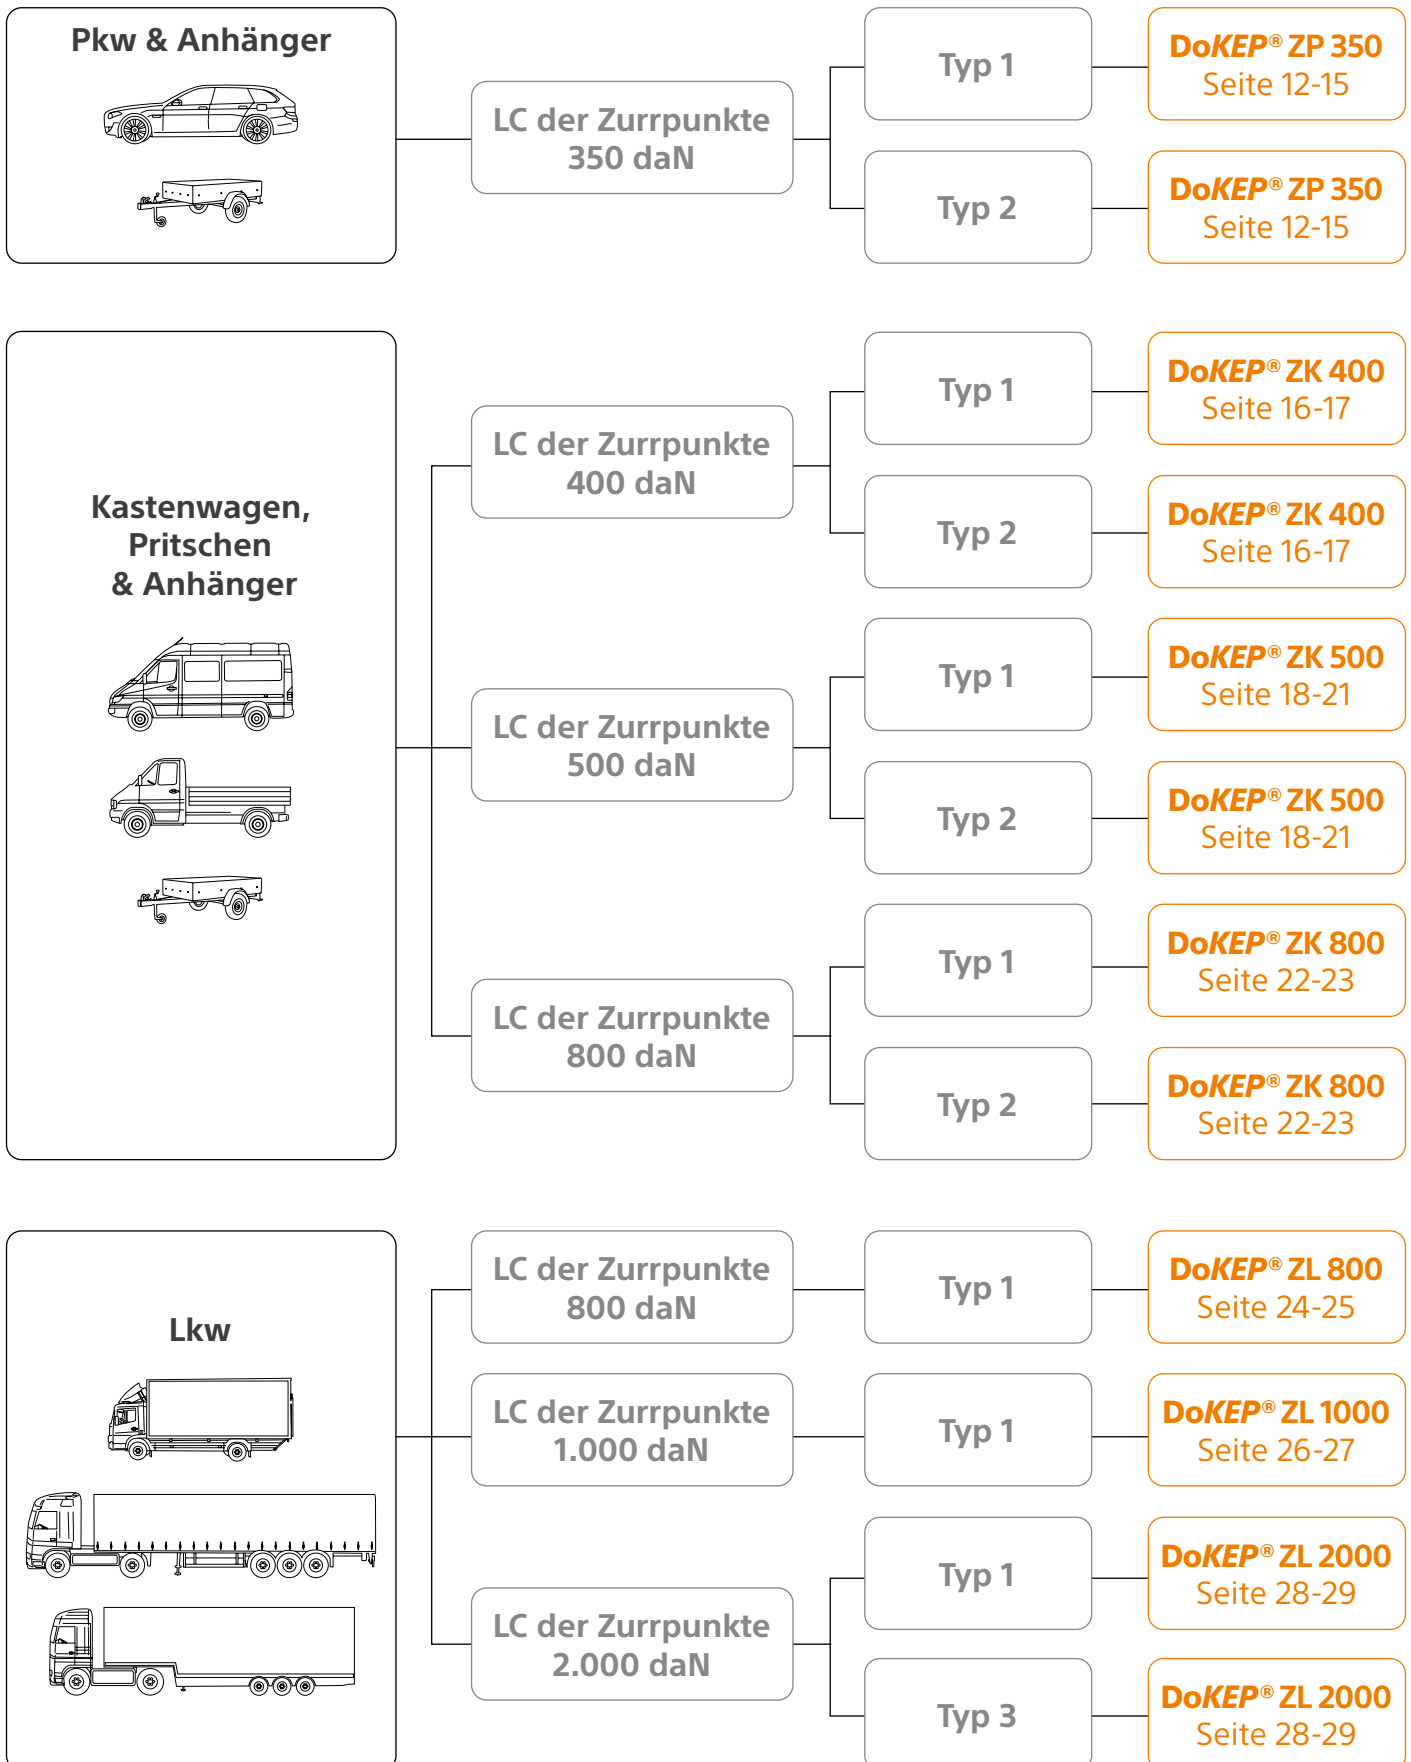 Pkw & Anhänger
LC der Zurrpunkte
350 daN
Typ 1
DoKEP® ZP 350
Seite 12-15
Typ 2
DoKEP® ZP 350
Seite 12-15
Kastenwagen,
Pritschen
& Anhänger
LC der Zurrpunkte
400 daN
Typ 1
DoKEP® ZK 400
Seite 16-17
Typ 2
DoKEP® ZK 400
Seite 16-17
LC der Zurrpunkte
500 daN
Typ 1
DoKEP® ZK 500
Seite 18-21
Typ 2
DoKEP® ZK 500
Seite 18-21
LC der Zurrpunkte
800 daN
Typ 1
DoKEP® ZK 800
Seite 22-23
Typ 2
DoKEP® ZK 800
Seite 22-23
Lkw
LC der Zurrpunkte
800 daN
Typ 1
DoKEP® ZL 800
Seite 24-25
LC der Zurrpunkte
1.000 daN
Typ 1
DoKEP® ZL 1000
Seite 26-27
LC der Zurrpunkte
2.000 daN
Typ 1
DoKEP® ZL 2000
Seite 28-29
Typ 3
DoKEP® ZL 2000
Seite 28-29